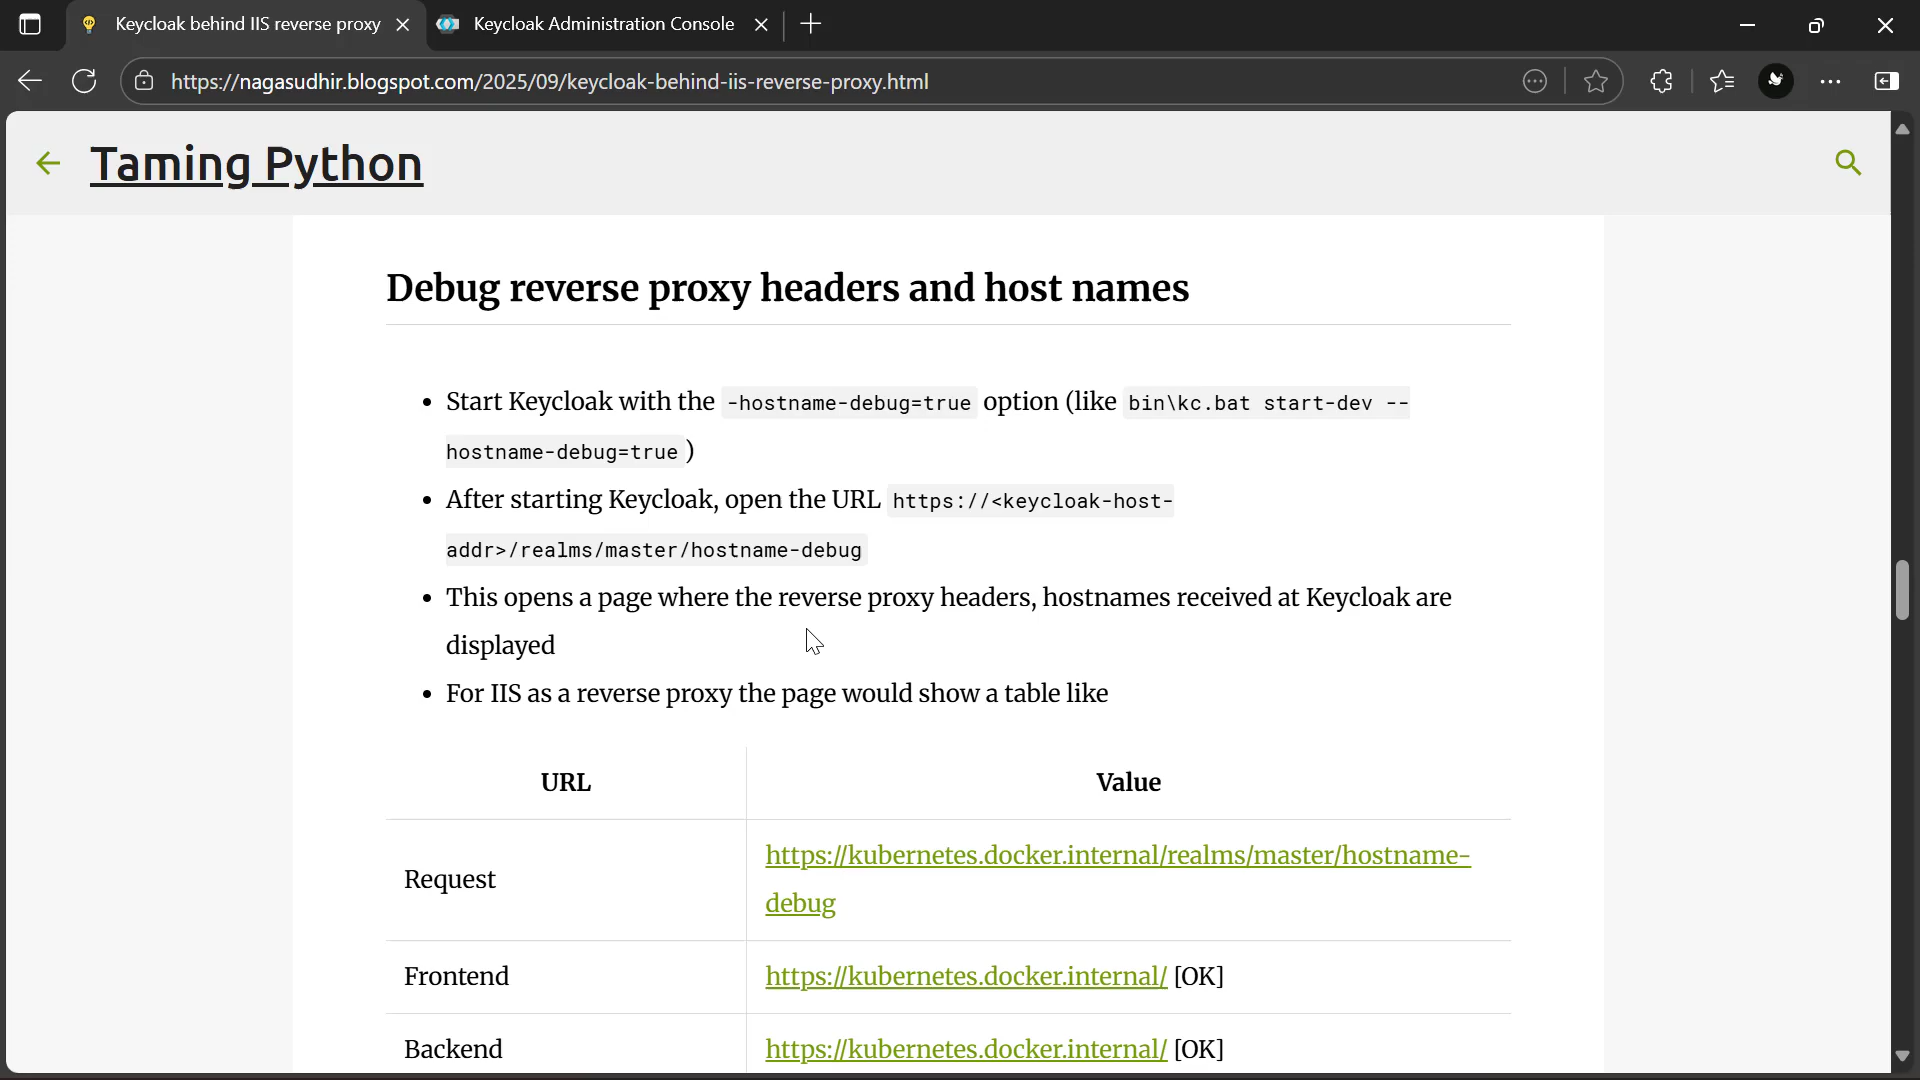 Keycloak behind IIS reverse proxy
Keycloak Administration Console
https://nagasudhir.blogspot.com/2025/09/keycloak-behind-iis-reverse-proxy.html
Taming Python
Debug reverse proxy headers and host names
• Start Keycloak with the -hostname-debug=true option (like bin\kc.bat start-dev --
hostname-debug=true )
• After starting Keycloak, open the URL https://<keycloak-host-
addr>/realms/master/hostname-debug
• This opens a page where the reverse proxy headers, hostnames received at Keycloak are
displayed
• For IIS as a reverse proxy the page would show a table like
URL Value
Request https://kubernetes.docker.internal/realms/master/hostname-
debug
Frontend https://kubernetes.docker.internal/ [OK]
Backend https://kubernetes.docker.internal/ [OK]